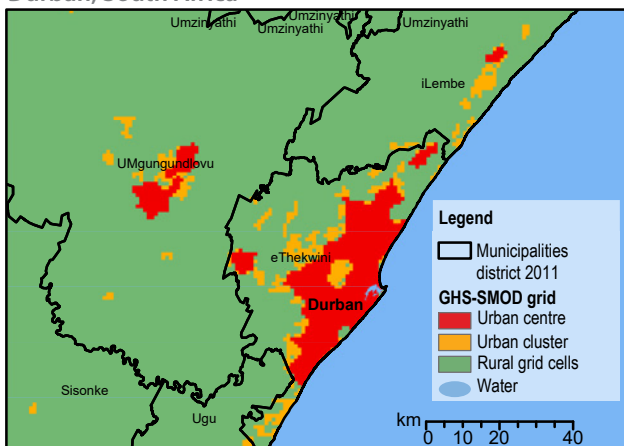 Durban, South Africa
Umzinyathi
Umzinyathi
Umzinyathi
Umzinyathi
iLembe
UMgungundlovu
eThekwini
Durban
Sisonke
Ugu
Legend
Municipalities
district 2011
GHS-SMOD grid
Urban centre
Urban cluster
Rural grid cells
Water
km
0 10 20 40